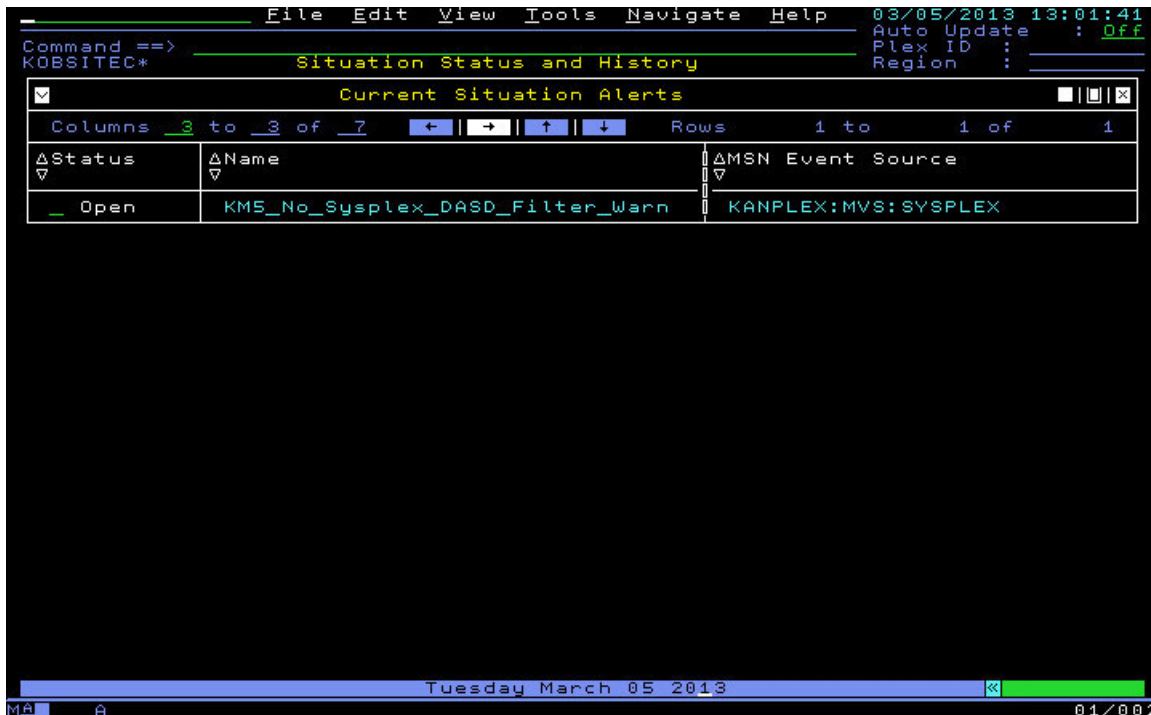 _ File Edit View Tools Navigate Help 03/05/2013 13:01:41
Auto Update : Off
Command ==> Plex ID :
KOBSITEC* Situation Status and History Region :
Current Situation Alerts
Columns 3 to 3 of 7 ← | → | ↑ | ↓ Rows 1 to 1 of 1
△Status △Name △MSN Event Source
▽ ▽ ▽
_ Open KM5_No_Sysplex_DASD_Filter_Warn KANPLEX:MVS:SYSPLEX
Tuesday March 05 2013 «
MA A